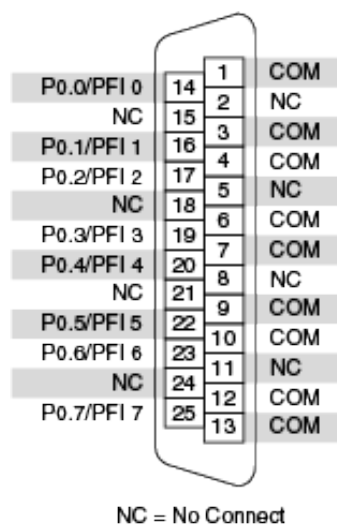 1 COM
P0.0/PFI 0 14
2 NC
NC 15
3 COM
P0.1/PFI 1 16
4 COM
P0.2/PFI 2 17
5 NC
NC 18
6 COM
P0.3/PFI 3 19
7 COM
P0.4/PFI 4 20
8 NC
NC 21
9 COM
P0.5/PFI 5 22
10 COM
P0.6/PFI 6 23
11 NC
NC 24
12 COM
P0.7/PFI 7 25
13 COM
NC = No Connect